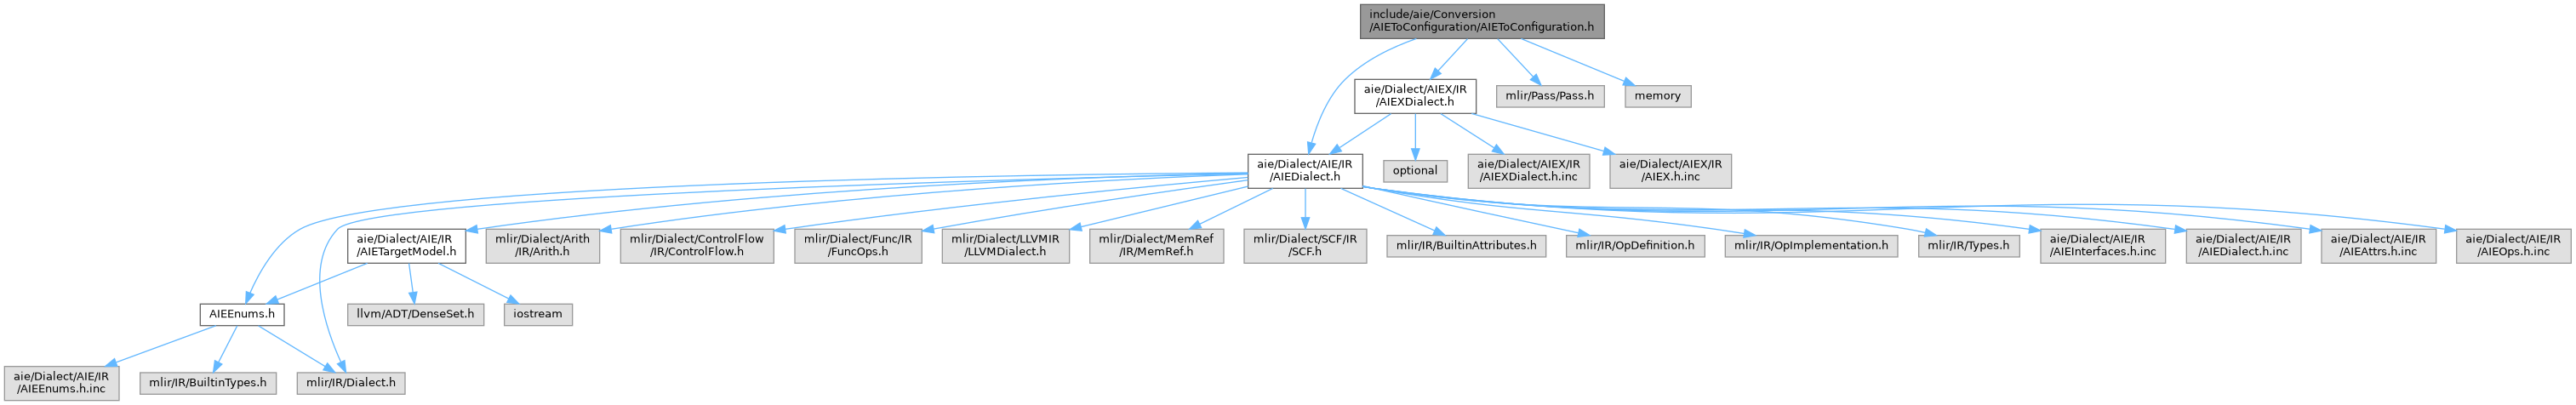 include/aie/Conversion
/AIEToConfiguration/AIEToConfiguration.h
aie/Dialect/AIEX/IR
/AIEXDialect.h
mlir/Pass/Pass.h
memory
aie/Dialect/AIE/IR
/AIEDialect.h
optional
aie/Dialect/AIEX/IR
/AIEXDialect.h.inc
aie/Dialect/AIEX/IR
/AIEX.h.inc
aie/Dialect/AIE/IR
/AIETargetModel.h
mlir/Dialect/Arith
/IR/Arith.h
mlir/Dialect/ControlFlow
/IR/ControlFlow.h
mlir/Dialect/Func/IR
/FuncOps.h
mlir/Dialect/LLVMIR
/LLVMDialect.h
mlir/Dialect/MemRef
/IR/MemRef.h
mlir/Dialect/SCF/IR
/SCF.h
mlir/IR/BuiltinAttributes.h
mlir/IR/OpDefinition.h
mlir/IR/OpImplementation.h
mlir/IR/Types.h
aie/Dialect/AIE/IR
/AIEInterfaces.h.inc
aie/Dialect/AIE/IR
/AIEDialect.h.inc
aie/Dialect/AIE/IR
/AIEAttrs.h.inc
aie/Dialect/AIE/IR
/AIEOps.h.inc
AIEEnums.h
llvm/ADT/DenseSet.h
iostream
aie/Dialect/AIE/IR
/AIEEnums.h.inc
mlir/IR/BuiltinTypes.h
mlir/IR/Dialect.h